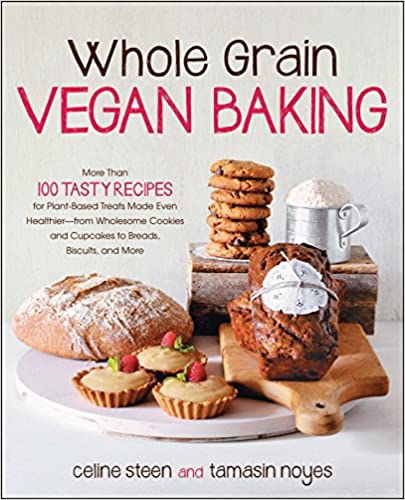 Whole Grain
VEGAN BAKING
More Than
100 TASTY RECIPES
for Plant-Based Treats Made Even
Healthier—from Wholesome Cookies
and Cupcakes to Breads,
Biscuits, and More
celine steen and tamasin noyes